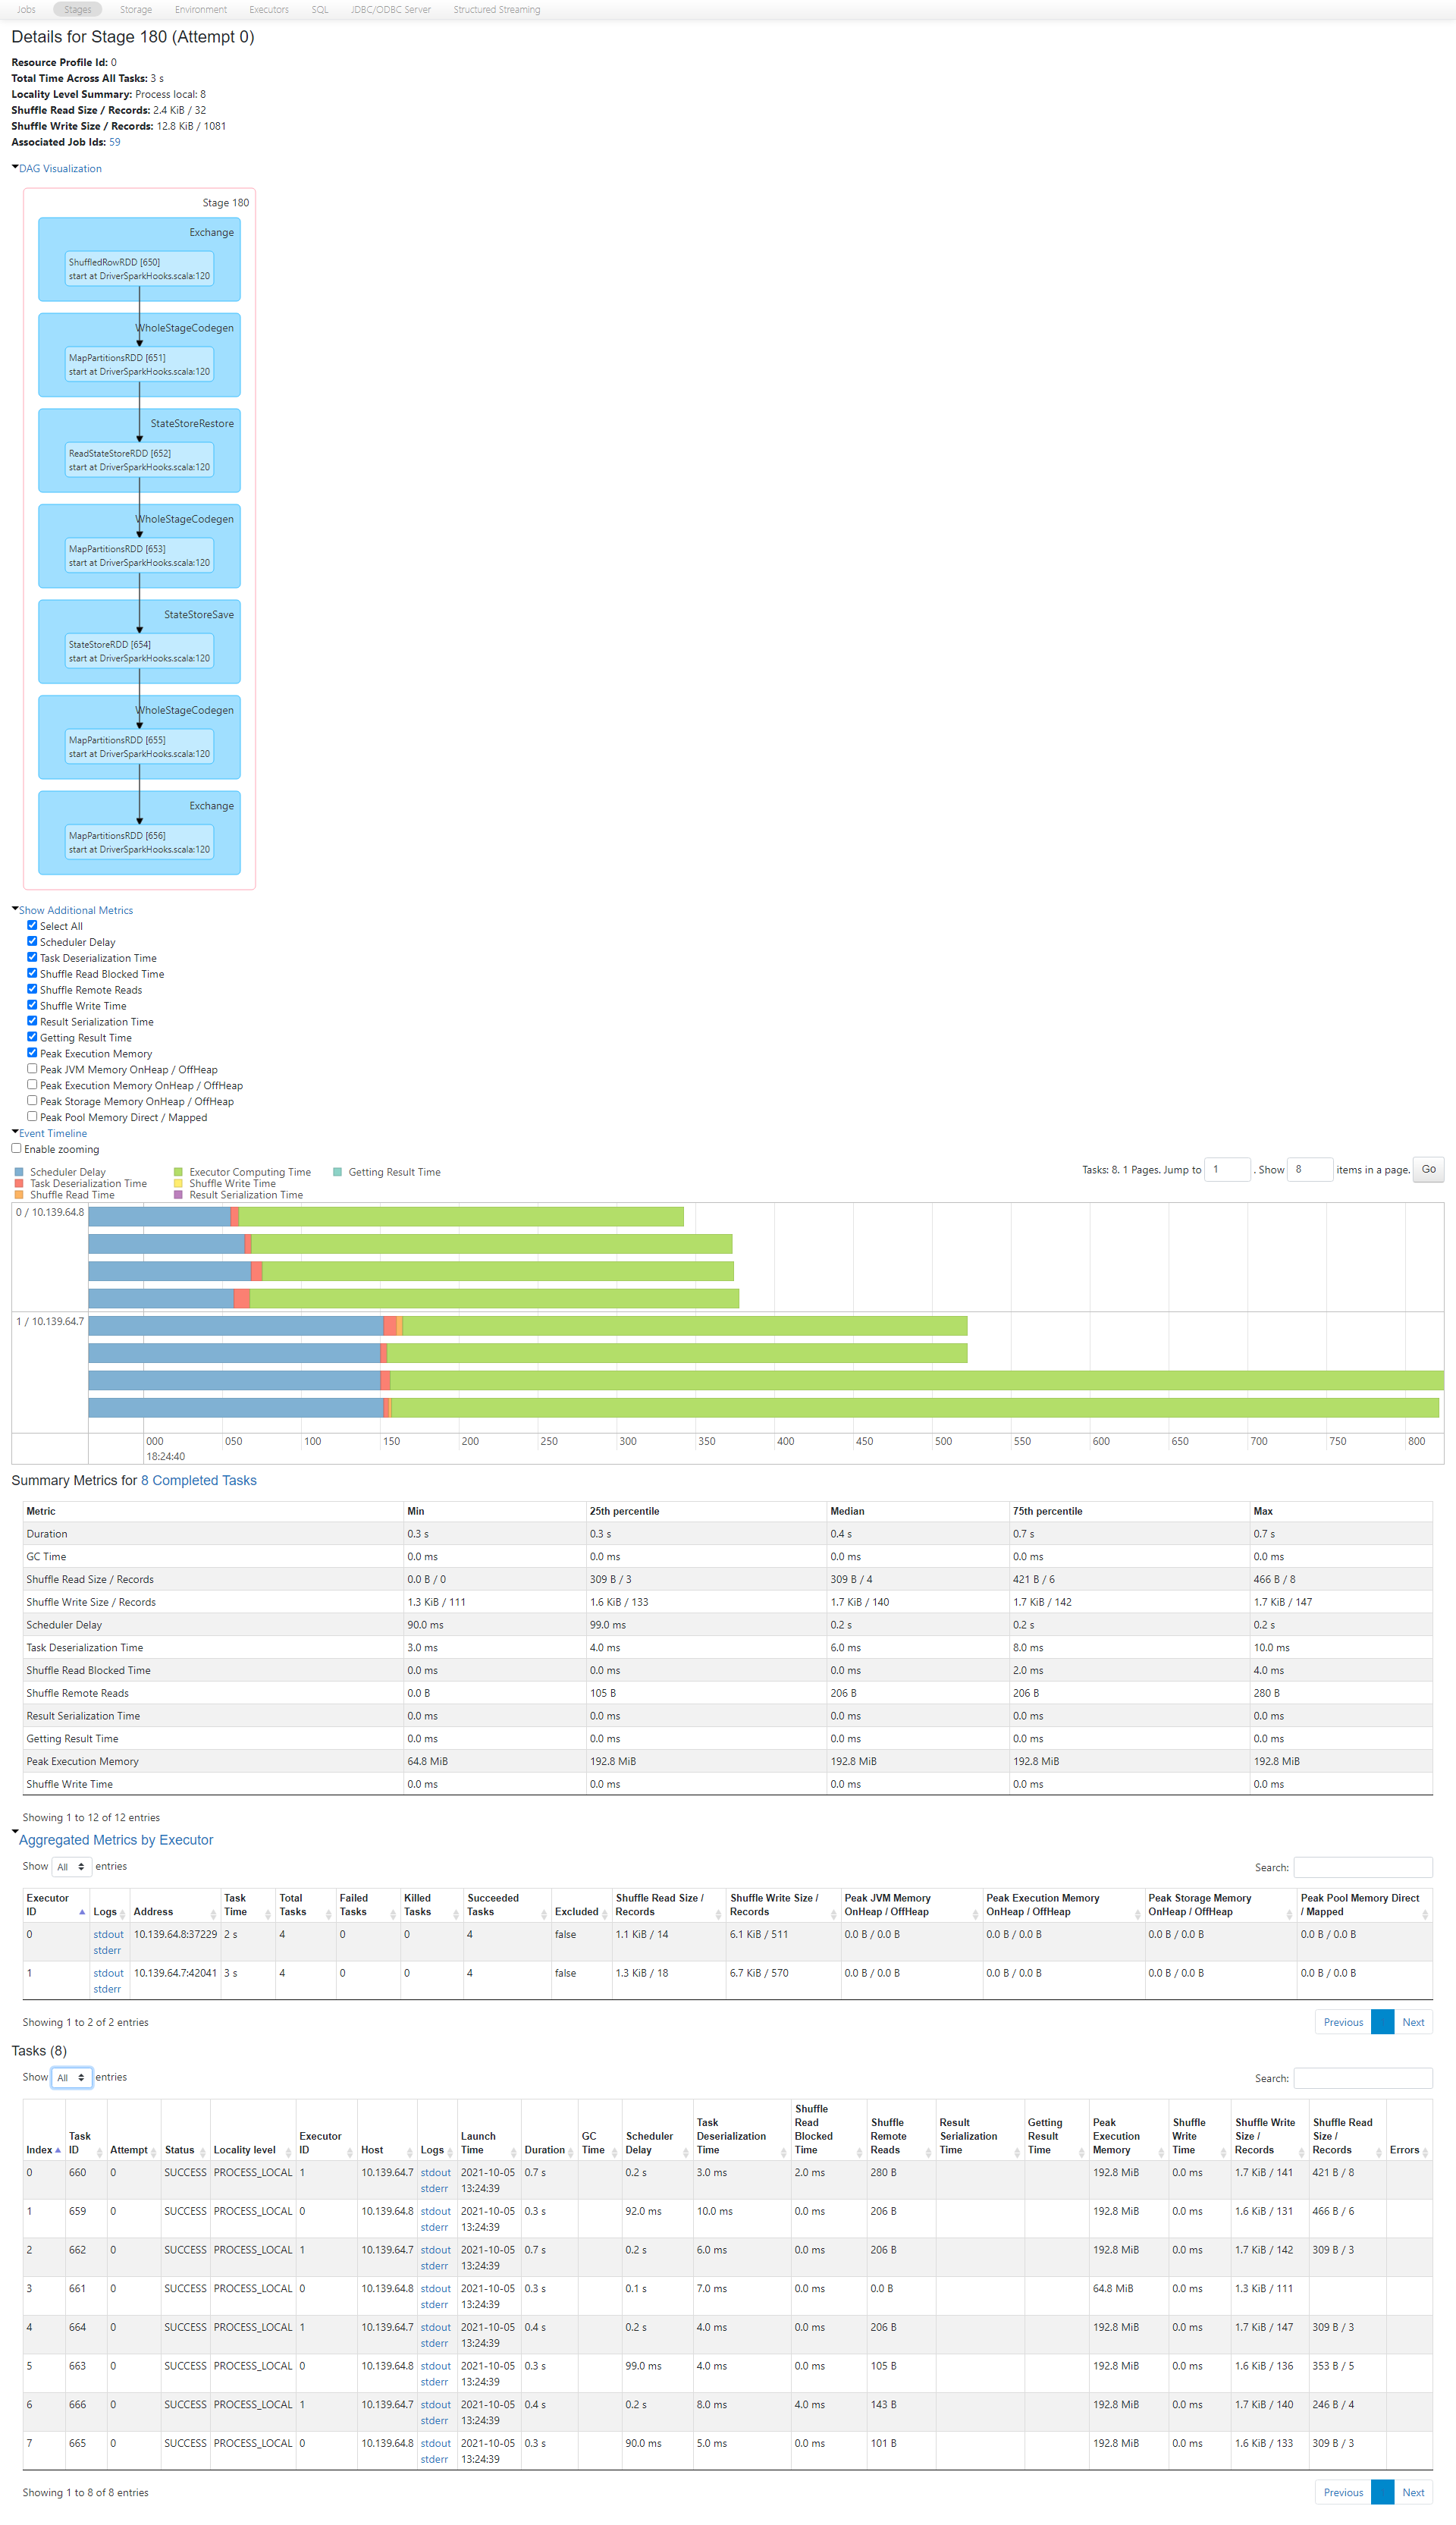 Jobs Stages Storage Environment Executors SQL JDBC/ODBC Server Structured Streaming
Details for Stage 180 (Attempt 0)
Resource Profile Id: 0
Total Time Across All Tasks: 3 s
Locality Level Summary: Process local: 8
Shuffle Read Size / Records: 2.4 KiB / 32
Shuffle Write Size / Records: 12.8 KiB / 1081
Associated Job Ids: 59
DAG Visualization
Stage 180
Exchange
ShuffledRowRDD [650]
start at DriverSparkHooks.scala:120
WholeStageCodegen
MapPartitionsRDD [651]
start at DriverSparkHooks.scala:120
StateStoreRestore
ReadStateStoreRDD [652]
start at DriverSparkHooks.scala:120
WholeStageCodegen
MapPartitionsRDD [653]
start at DriverSparkHooks.scala:120
StateStoreSave
StateStoreRDD [654]
start at DriverSparkHooks.scala:120
WholeStageCodegen
MapPartitionsRDD [655]
start at DriverSparkHooks.scala:120
Exchange
MapPartitionsRDD [656]
start at DriverSparkHooks.scala:120
Show Additional Metrics
Select All
Scheduler Delay
Task Deserialization Time
Shuffle Read Blocked Time
Shuffle Remote Reads
Shuffle Write Time
Result Serialization Time
Getting Result Time
Peak Execution Memory
Peak JVM Memory OnHeap / OffHeap
Peak Execution Memory OnHeap / OffHeap
Peak Storage Memory OnHeap / OffHeap
Peak Pool Memory Direct / Mapped
Event Timeline
Enable zooming
Scheduler Delay Executor Computing Time Getting Result Time Tasks: 8. 1 Pages. Jump to 1 . Show 8 items in a page. Go
Task Deserialization Time Shuffle Write Time
Shuffle Read Time Result Serialization Time
0 / 10.139.64.8
1 / 10.139.64.7
000 050 100 150 200 250 300 350 400 450 500 550 600 650 700 750 800
18:24:40
Summary Metrics for 8 Completed Tasks
Metric Min 25th percentile Median 75th percentile Max
Duration 0.3 s 0.3 s 0.4 s 0.7 s 0.7 s
GC Time 0.0 ms 0.0 ms 0.0 ms 0.0 ms 0.0 ms
Shuffle Read Size / Records 0.0 B / 0 309 B / 3 309 B / 4 421 B / 6 466 B / 8
Shuffle Write Size / Records 1.3 KiB / 111 1.6 KiB / 133 1.7 KiB / 140 1.7 KiB / 142 1.7 KiB / 147
Scheduler Delay 90.0 ms 99.0 ms 0.2 s 0.2 s 0.2 s
Task Deserialization Time 3.0 ms 4.0 ms 6.0 ms 8.0 ms 10.0 ms
Shuffle Read Blocked Time 0.0 ms 0.0 ms 0.0 ms 2.0 ms 4.0 ms
Shuffle Remote Reads 0.0 B 105 B 206 B 206 B 280 B
Result Serialization Time 0.0 ms 0.0 ms 0.0 ms 0.0 ms 0.0 ms
Getting Result Time 0.0 ms 0.0 ms 0.0 ms 0.0 ms 0.0 ms
Peak Execution Memory 64.8 MiB 192.8 MiB 192.8 MiB 192.8 MiB 192.8 MiB
Shuffle Write Time 0.0 ms 0.0 ms 0.0 ms 0.0 ms 0.0 ms
Showing 1 to 12 of 12 entries
Aggregated Metrics by Executor
Show All entries Search:
Executor ID Logs Address Task Time Total Tasks Failed Tasks Killed Tasks Succeeded Tasks Excluded Shuffle Read Size / Records Shuffle Write Size / Records Peak JVM Memory OnHeap / OffHeap Peak Execution Memory OnHeap / OffHeap Peak Storage Memory OnHeap / OffHeap Peak Pool Memory Direct / Mapped
0 stdout 10.139.64.8:37229 2 s 4 0 0 4 false 1.1 KiB / 14 6.1 KiB / 511 0.0 B / 0.0 B 0.0 B / 0.0 B 0.0 B / 0.0 B 0.0 B / 0.0 B
stderr
1 stdout 10.139.64.7:42041 3 s 4 0 0 4 false 1.3 KiB / 18 6.7 KiB / 570 0.0 B / 0.0 B 0.0 B / 0.0 B 0.0 B / 0.0 B 0.0 B / 0.0 B
stderr
Showing 1 to 2 of 2 entries Previous Next
Tasks (8)
Show All entries Search:
Index Task ID Attempt Status Locality level Executor ID Host Logs Launch Time Duration GC Time Scheduler Delay Task Deserialization Time Shuffle Read Blocked Time Shuffle Remote Reads Result Serialization Time Getting Result Time Peak Execution Memory Shuffle Write Time Shuffle Write Size / Records Shuffle Read Size / Records Errors
0 660 0 SUCCESS PROCESS_LOCAL 1 10.139.64.7 stdout 2021-10-05 0.7 s 0.2 s 3.0 ms 2.0 ms 280 B 192.8 MiB 0.0 ms 1.7 KiB / 141 421 B / 8
stderr 13:24:39
1 659 0 SUCCESS PROCESS_LOCAL 0 10.139.64.8 stdout 2021-10-05 0.3 s 92.0 ms 10.0 ms 0.0 ms 206 B 192.8 MiB 0.0 ms 1.6 KiB / 131 466 B / 6
stderr 13:24:39
2 662 0 SUCCESS PROCESS_LOCAL 1 10.139.64.7 stdout 2021-10-05 0.7 s 0.2 s 6.0 ms 0.0 ms 206 B 192.8 MiB 0.0 ms 1.7 KiB / 142 309 B / 3
stderr 13:24:39
3 661 0 SUCCESS PROCESS_LOCAL 0 10.139.64.8 stdout 2021-10-05 0.3 s 0.1 s 7.0 ms 0.0 ms 0.0 B 64.8 MiB 0.0 ms 1.3 KiB / 111
stderr 13:24:39
4 664 0 SUCCESS PROCESS_LOCAL 1 10.139.64.7 stdout 2021-10-05 0.4 s 0.2 s 4.0 ms 0.0 ms 206 B 192.8 MiB 0.0 ms 1.7 KiB / 147 309 B / 3
stderr 13:24:39
5 663 0 SUCCESS PROCESS_LOCAL 0 10.139.64.8 stdout 2021-10-05 0.3 s 99.0 ms 4.0 ms 0.0 ms 105 B 192.8 MiB 0.0 ms 1.6 KiB / 136 353 B / 5
stderr 13:24:39
6 666 0 SUCCESS PROCESS_LOCAL 1 10.139.64.7 stdout 2021-10-05 0.4 s 0.2 s 8.0 ms 4.0 ms 143 B 192.8 MiB 0.0 ms 1.7 KiB / 140 246 B / 4
stderr 13:24:39
7 665 0 SUCCESS PROCESS_LOCAL 0 10.139.64.8 stdout 2021-10-05 0.3 s 90.0 ms 5.0 ms 0.0 ms 101 B 192.8 MiB 0.0 ms 1.6 KiB / 133 309 B / 3
stderr 13:24:39
Showing 1 to 8 of 8 entries Previous Next